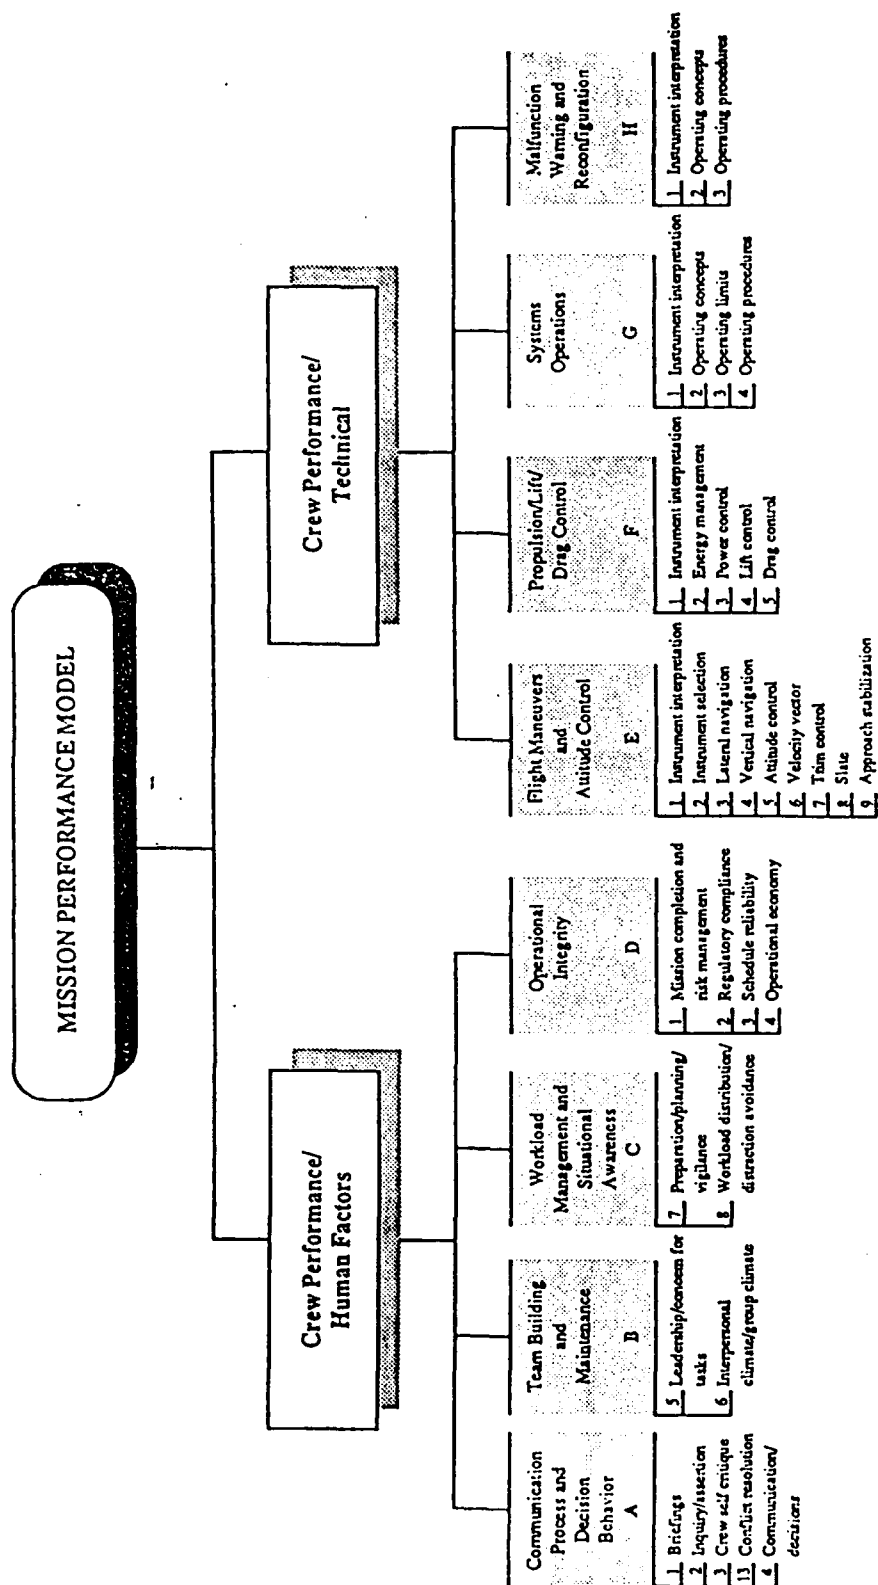 MISSION PERFORMANCE MODEL
Crew Performance/
Human Factors
Crew Performance/
Technical
Communication
Process and
Decision
Behavior
A
1 Briefings
2 Inquiry/assertion
3 Crew self critique
13 Conflict resolution
4 Communication/
decisions
Team Building
and
Maintenance
B
5 Leadership/concern for
tasks
6 Interpersonal
climate/group climate
Workload
Management and
Situational
Awareness
C
7 Preparation/planning/
vigilance
8 Workload distribution/
distraction avoidance
Operational
Integrity
D
1 Mission completion and
risk management
2 Regulatory compliance
3 Schedule reliability
4 Operational economy
Flight Maneuvers
and
Attitude Control
E
1 Instrument interpretation
2 Instrument selection
3 Lateral navigation
4 Vertical navigation
5 Attitude control
6 Velocity vector
7 Trim control
8 Slate
9 Approach stabilization
Propulsion/Lift/
Drag Control
F
1 Instrument interpretation
2 Energy management
3 Power control
4 Lift control
5 Drag control
Systems
Operations
G
1 Instrument interpretation
2 Operating concepts
3 Operating limits
4 Operating procedures
Malfunction
Warning and
Reconfiguration
H
1 Instrument interpretation
2 Operating concepts
3 Operating procedures